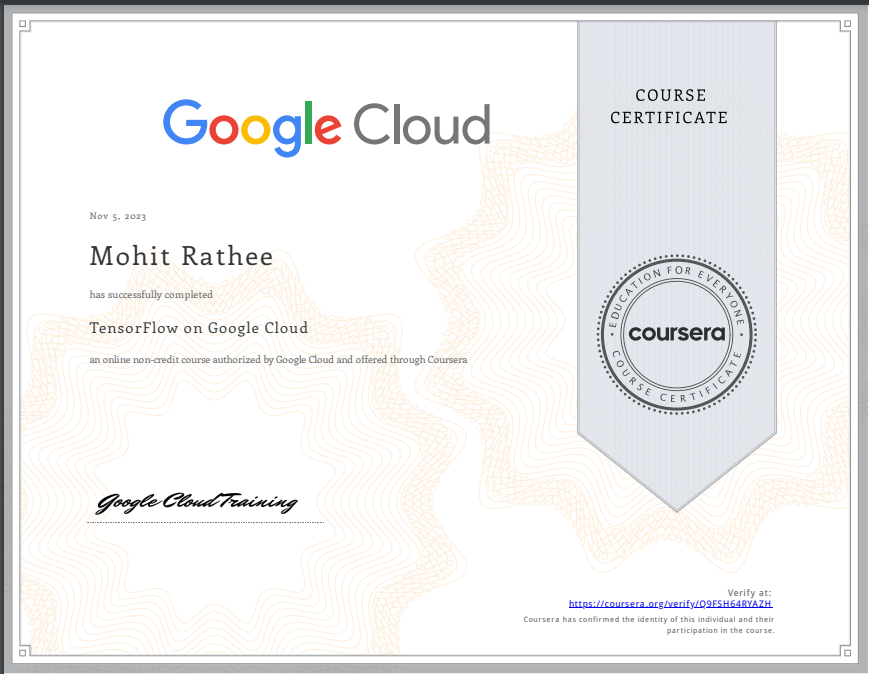 COURSE
CERTIFICATE
Google Cloud
Nov 5, 2023
Mohit Rathee
has successfully completed
TensorFlow on Google Cloud
an online non-credit course authorized by Google Cloud and offered through Coursera
EDUCATION FOR EVERYONE
coursera
COURSE CERTIFICATE
Google Cloud Training
Verify at:
https://coursera.org/verify/Q9FSH64RYAZH
Coursera has confirmed the identity of this individual and their
participation in the course.